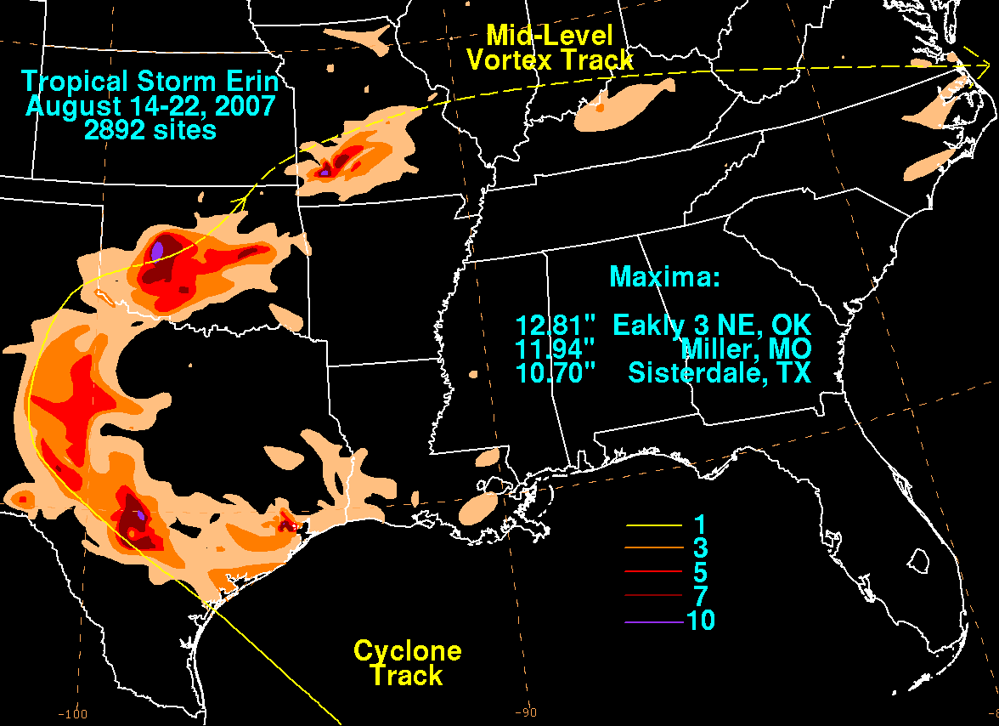 Mid-Level
Vortex Track
Tropical Storm Erin
August 14-22, 2007
2892 sites
Maxima:
12.81" Eakly 3 NE, OK
11.94" Miller, MO
10.70" Sisterdale, TX
1
3
5
7
10
Cyclone
Track
-100
-90